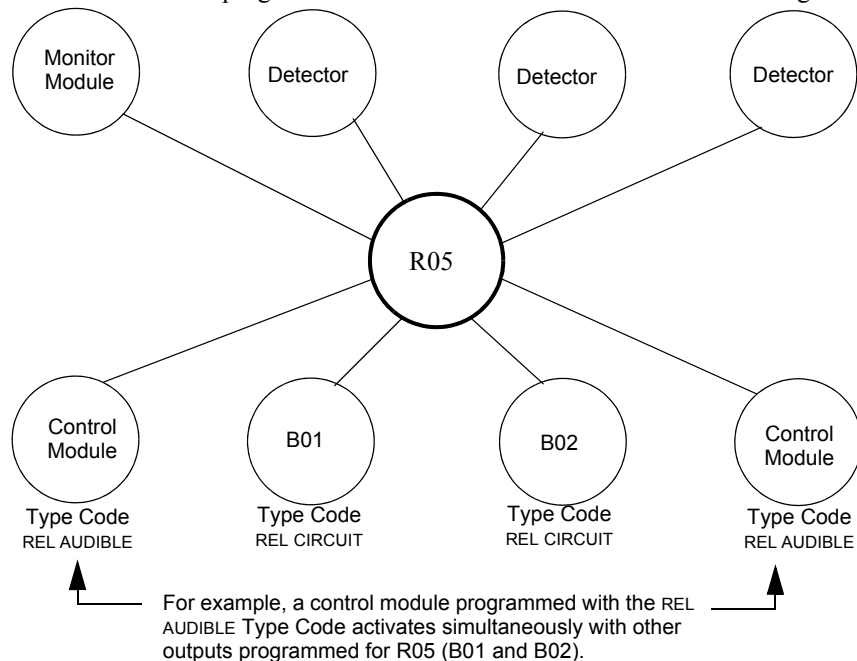 Monitor
Module
Detector
Detector
Detector
R05
Control
Module
B01
B02
Control
Module
Type Code
REL AUDIBLE
Type Code
REL CIRCUIT
Type Code
REL CIRCUIT
Type Code
REL AUDIBLE
For example, a control module programmed with the REL
AUDIBLE Type Code activates simultaneously with other
outputs programmed for R05 (B01 and B02).